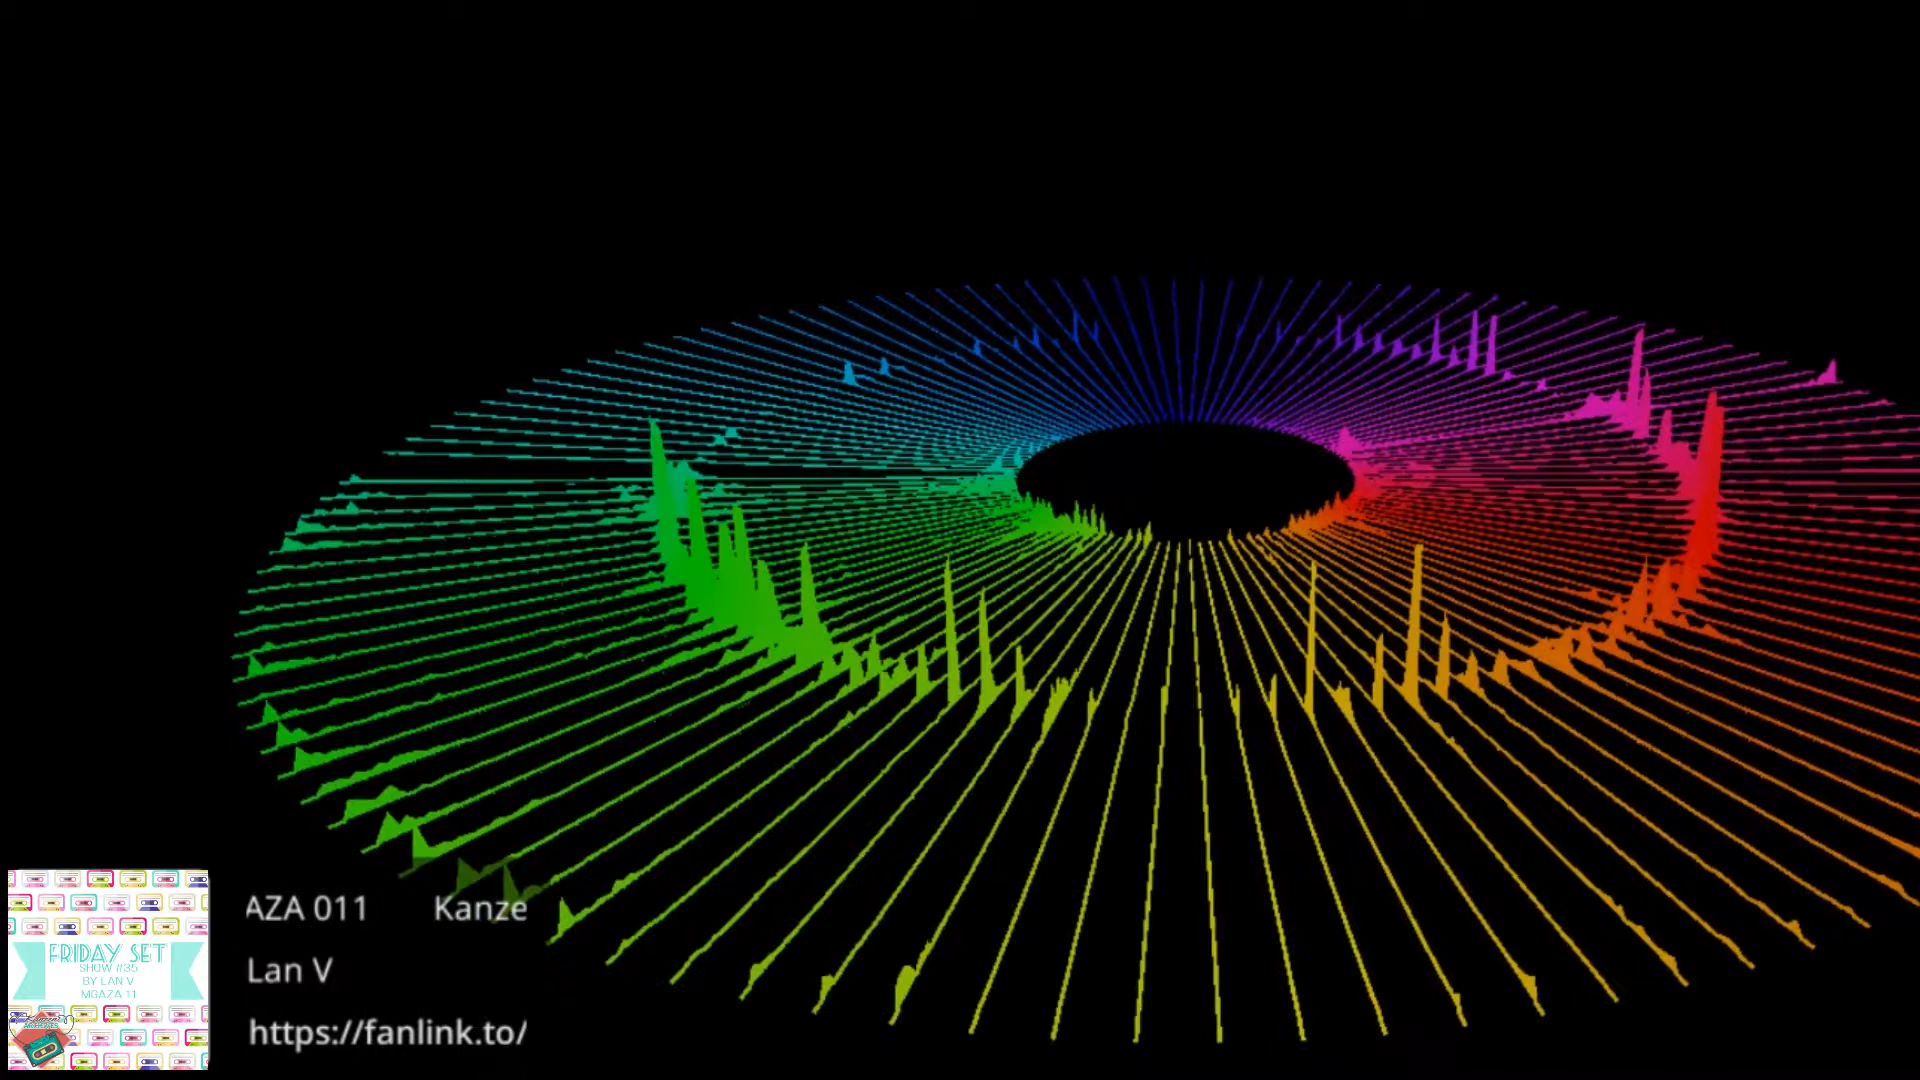 AZA 011 Kanze
Lan V
https://fanlink.to/
FRIDAY SET
SHOW #35
BY LAN V
MGAZA 11